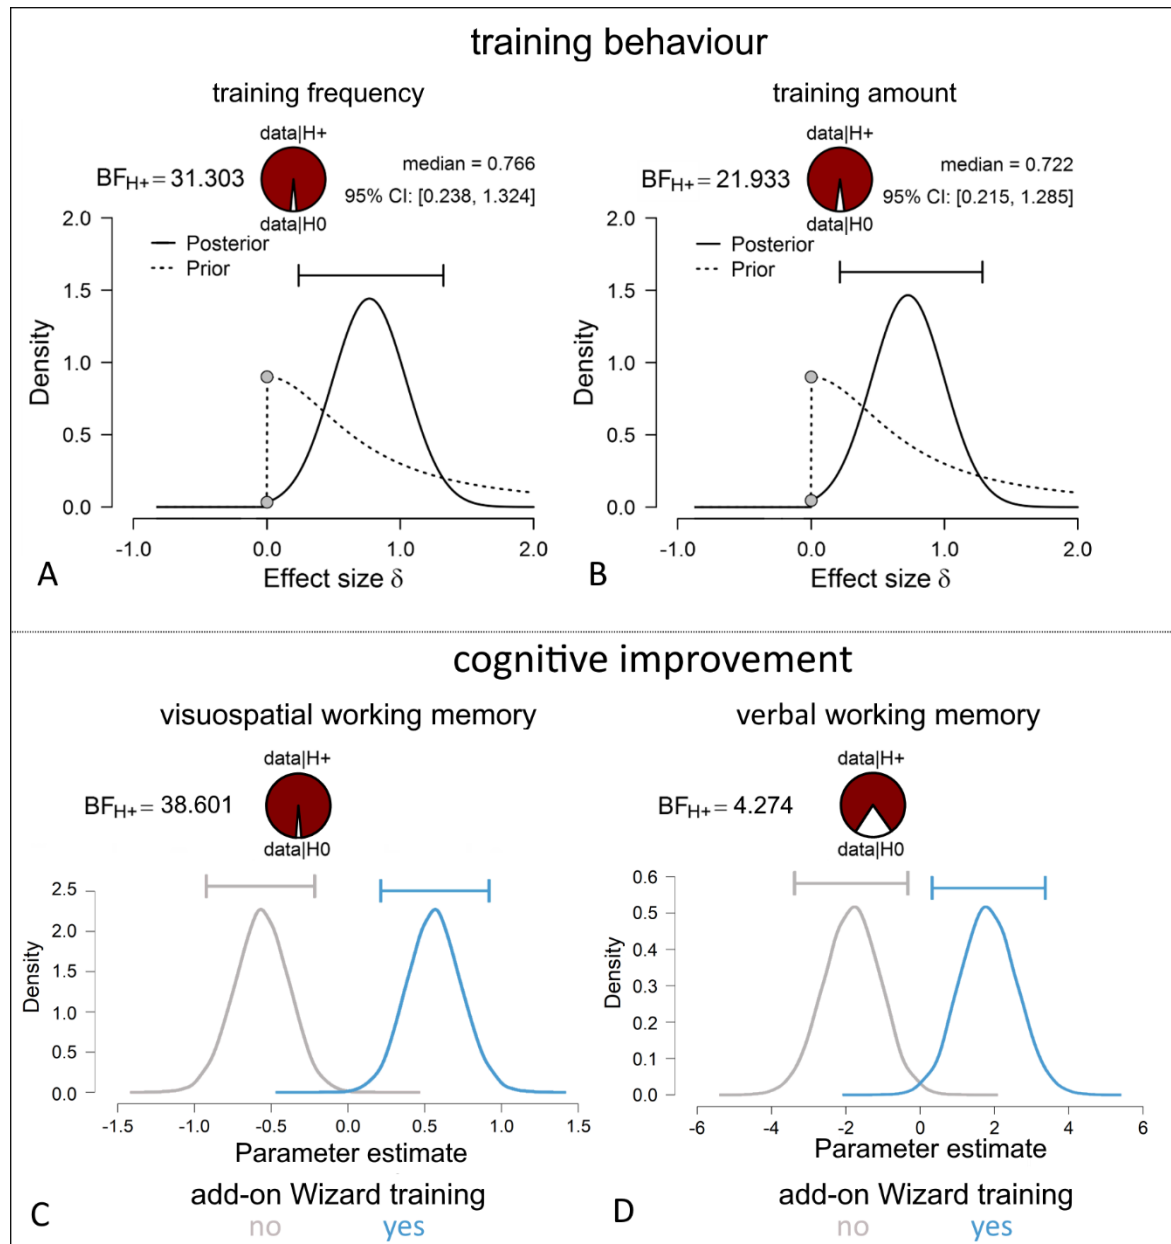 training behaviour
training frequency
data|H+
BFH+ = 31.303
median = 0.766
95% CI: [0.238, 1.324]
data|H0
Posterior
Prior
2.0
1.5
1.0
0.5
0.0
Density
-1.0 0.0 1.0 2.0
Effect size δ
A
training amount
data|H+
BFH+ = 21.933
median = 0.722
95% CI: [0.215, 1.285]
data|H0
Posterior
Prior
2.0
1.5
1.0
0.5
0.0
Density
-1.0 0.0 1.0 2.0
Effect size δ
B
cognitive improvement
visuospatial working memory
data|H+
BFH+ = 38.601
data|H0
2.5
2.0
1.5
1.0
0.5
0.0
Density
-1.5 -1.0 -0.5 0.0 0.5 1.0 1.5
Parameter estimate
add-on Wizard training
C no yes
verbal working memory
data|H+
BFH+ = 4.274
data|H0
0.6
0.5
0.4
0.3
0.2
0.1
0.0
Density
-6 -4 -2 0 2 4 6
Parameter estimate
add-on Wizard training
D no yes